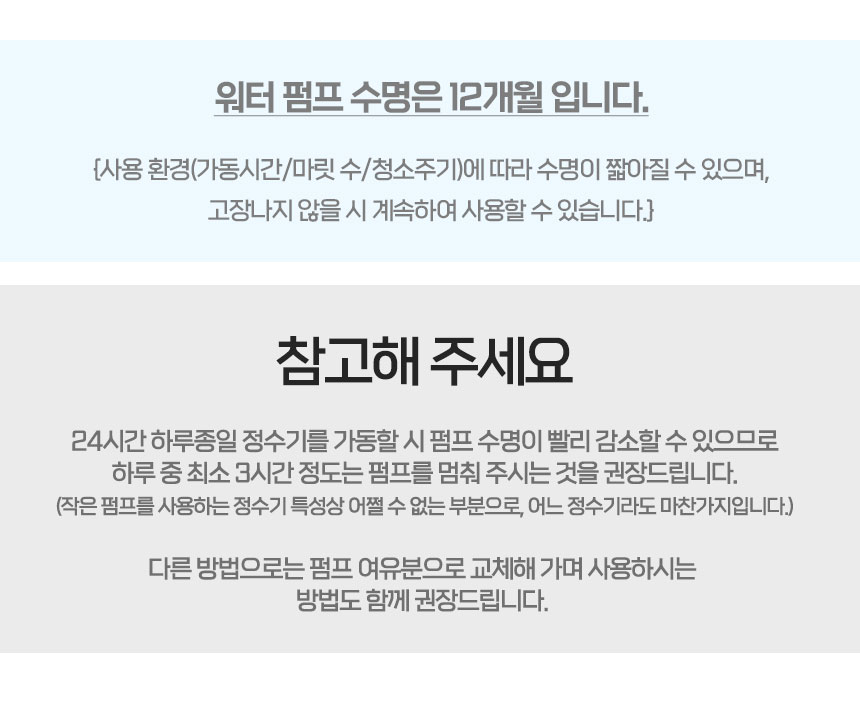 워터 펌프 수명은 12개월 입니다.
{사용 환경(가동시간/마릿 수/청소주기)에 따라 수명이 짧아질 수 있으며,
고장나지 않을 시 계속하여 사용할 수 있습니다.}
참고해 주세요
24시간 하루종일 정수기를 가동할 시 펌프 수명이 빨리 감소할 수 있으므로
하루 중 최소 3시간 정도는 펌프를 멈춰 주시는 것을 권장드립니다.
(작은 펌프를 사용하는 정수기 특성상 어쩔 수 없는 부분으로, 어느 정수기라도 마찬가지입니다.)
다른 방법으로는 펌프 여유분으로 교체해 가며 사용하시는
방법도 함께 권장드립니다.